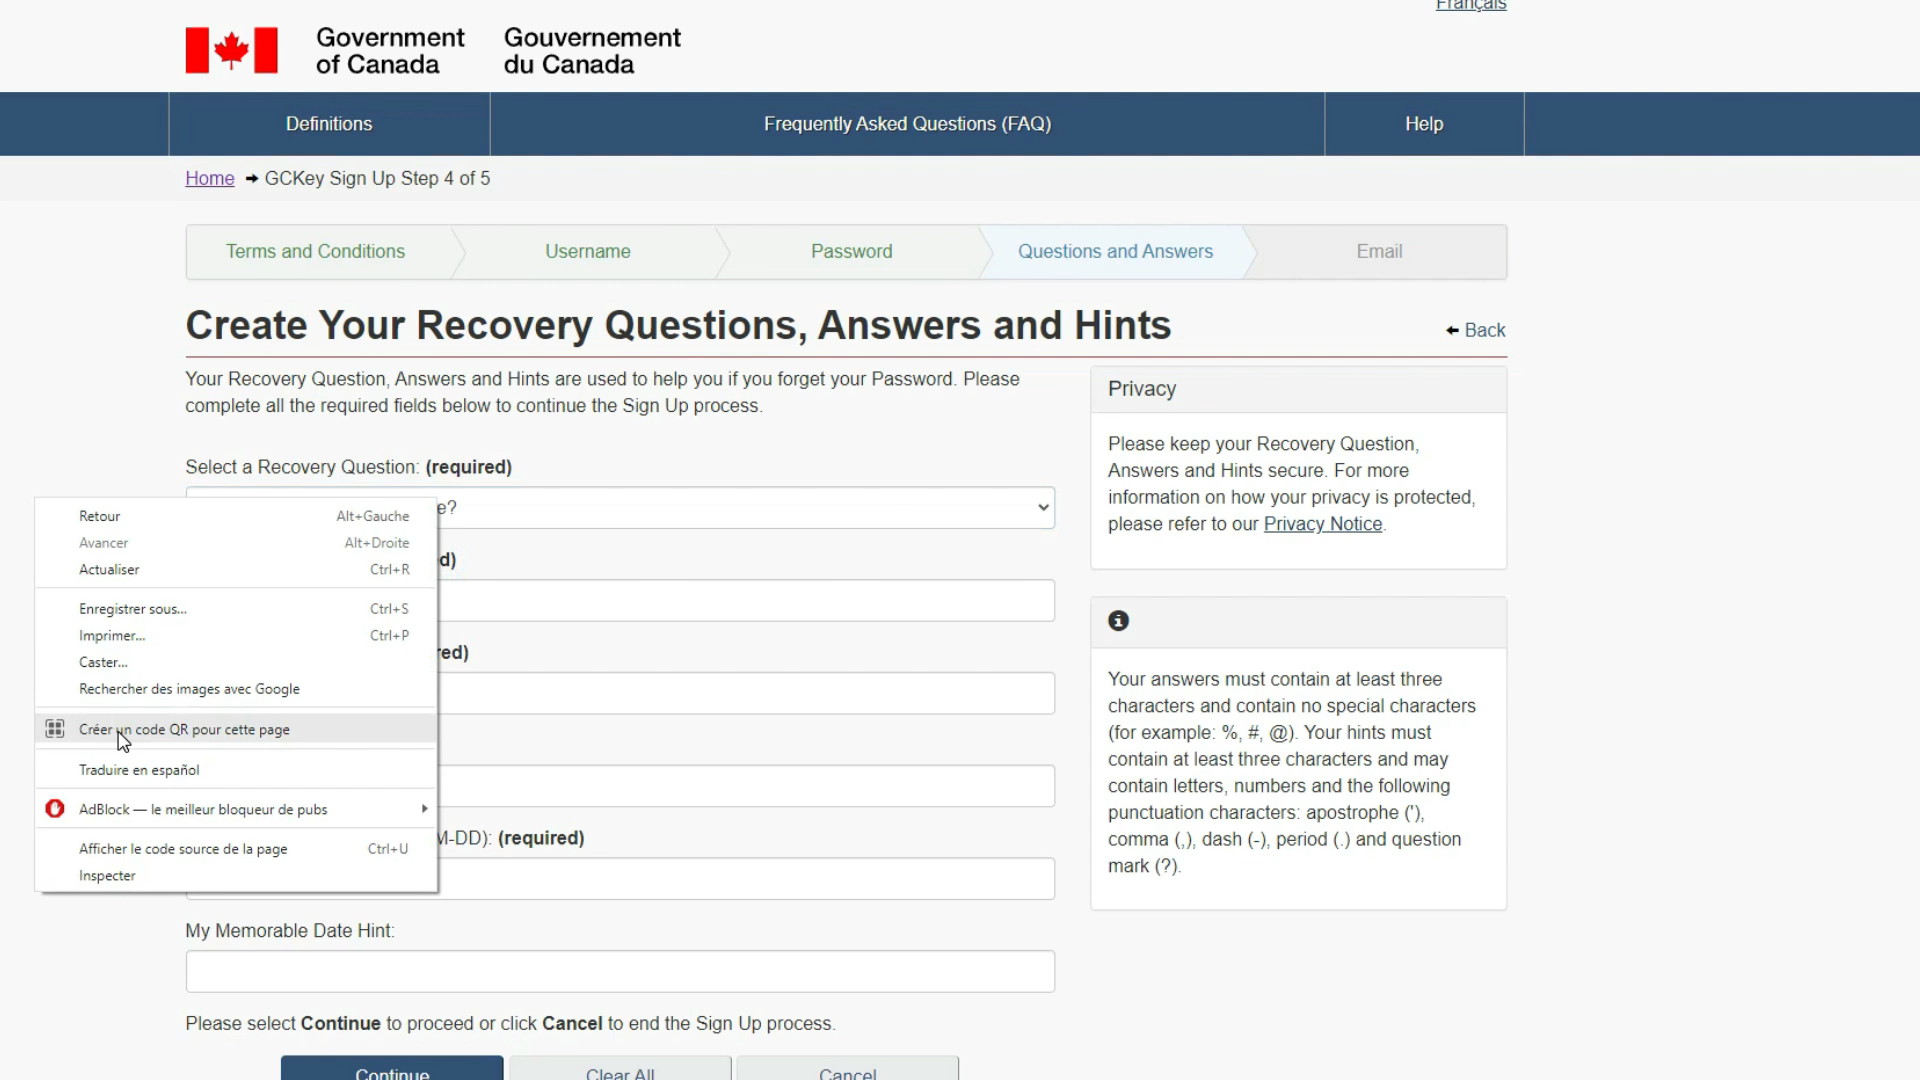 Français
Government
of Canada
Gouvernement
du Canada
Definitions
Frequently Asked Questions (FAQ)
Help
Home → GCKey Sign Up Step 4 of 5
Terms and Conditions
Username
Password
Questions and Answers
Email
Create Your Recovery Questions, Answers and Hints
Back
Your Recovery Question, Answers and Hints are used to help you if you forget your Password. Please
complete all the required fields below to continue the Sign Up process.
Select a Recovery Question: (required)
e?
d)
red)
M-DD): (required)
My Memorable Date Hint:
Please select Continue to proceed or click Cancel to end the Sign Up process.
Continue
Clear All
Cancel
Retour Alt+Gauche
Avancer Alt+Droite
Actualiser Ctrl+R
Enregistrer sous... Ctrl+S
Imprimer... Ctrl+P
Caster...
Rechercher des images avec Google
Créer un code QR pour cette page
Traduire en español
AdBlock — le meilleur bloqueur de pubs
Afficher le code source de la page Ctrl+U
Inspecter
Privacy
Please keep your Recovery Question,
Answers and Hints secure. For more
information on how your privacy is protected,
please refer to our Privacy Notice.
Your answers must contain at least three
characters and contain no special characters
(for example: %, #, @). Your hints must
contain at least three characters and may
contain letters, numbers and the following
punctuation characters: apostrophe ('),
comma (,), dash (-), period (.) and question
mark (?).